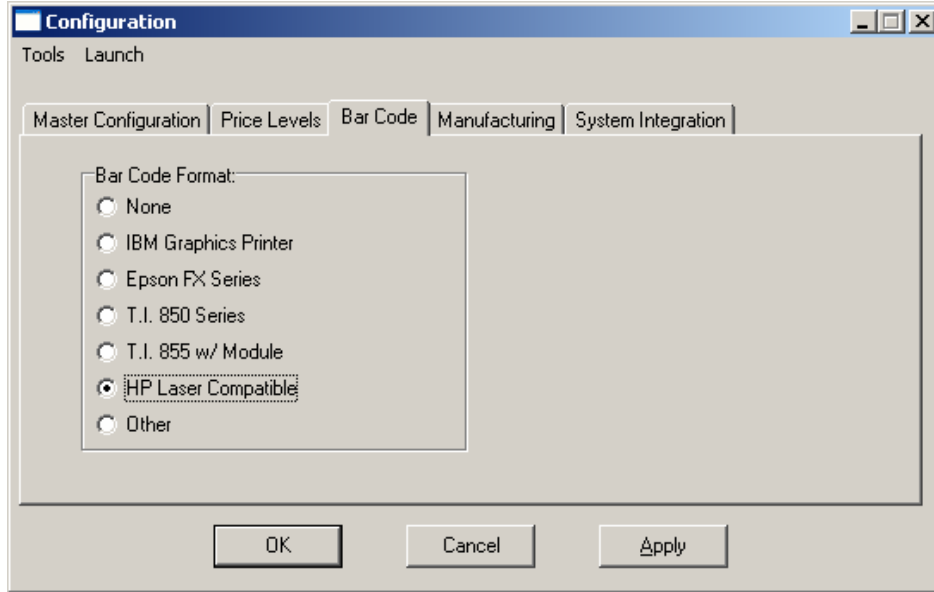 Configuration
Tools Launch
Master Configuration Price Levels Bar Code Manufacturing System Integration
Bar Code Format:
None
IBM Graphics Printer
Epson FX Series
T.I. 850 Series
T.I. 855 w/ Module
HP Laser Compatible
Other
OK Cancel Apply